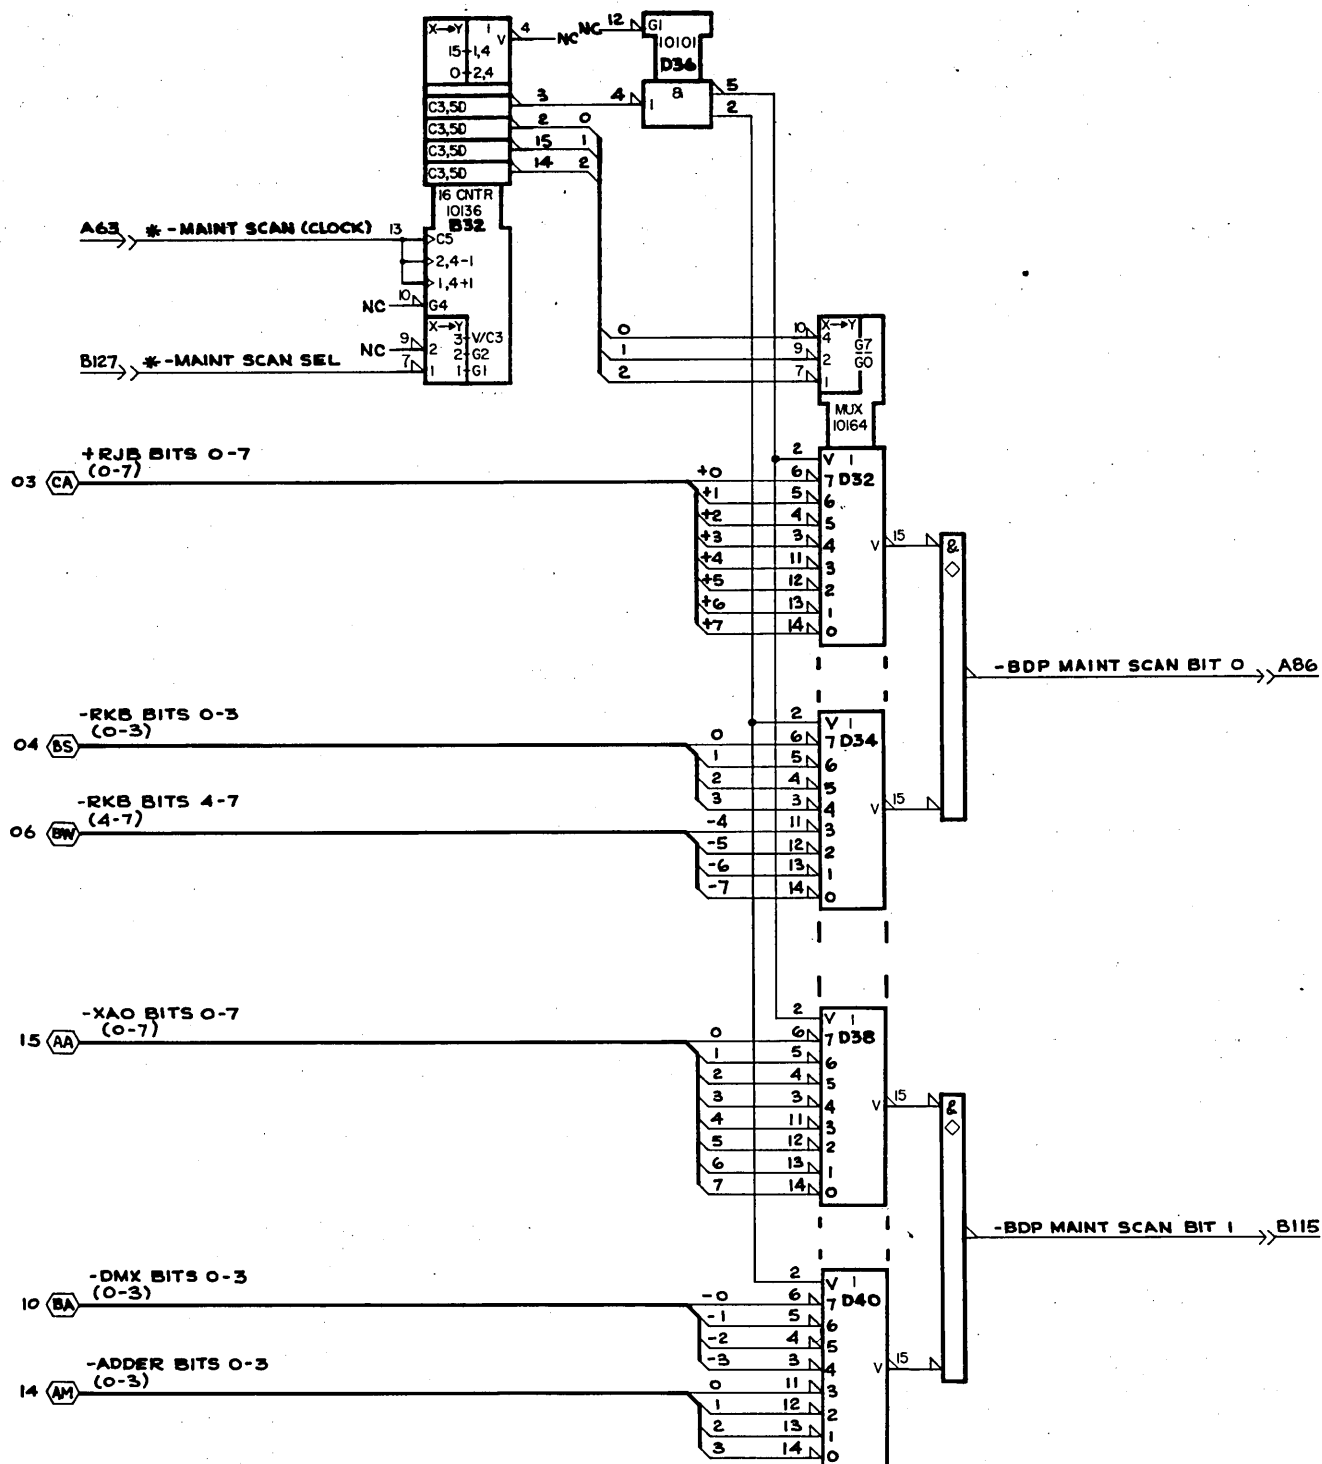 X→Y 1 4
V NC NC 12 G1
15 1,4 10101
0 2,4 D36
& 5
C3,5D 3 4 1 2
C3,5D 2 0
C3,5D 15 1
C3,5D 14 2
16 CNTR
10136
B32
A63 * -MAINT SCAN (CLOCK) 13 C5
2,4-1
1,4+1
NC 10 G4
X→Y
3 V/C3
NC 9 2 2 G2
B127 * -MAINT SCAN SEL 7 1 1 G1
X→Y
0 10 4 G7
1 9 2 G0
2 7 1
MUX
10164
+RJB BITS 0-7
(0-7)
03 CA
2 V 1
+0 6 7 D32
+1 5 6
+2 4 5
+3 3 4 V 15 &
+4 11 3 ◇
+5 12 2
+6 13 1
+7 14 0
-BDP MAINT SCAN BIT 0 A86
-RKB BITS 0-3
(0-3)
04 BS
2 V 1
0 6 7 D34
1 5 6
2 4 5
3 3 4 V 15
-RKB BITS 4-7
(4-7)
06 BW
-4 11 3
-5 12 2
-6 13 1
-7 14 0
-XAO BITS 0-7
(0-7)
15 AA
2 V 1
0 6 7 D38
1 5 6
2 4 5
3 3 4 V 15 &
4 11 3 ◇
5 12 2
6 13 1
7 14 0
-BDP MAINT SCAN BIT 1 B115
-DMX BITS 0-3
(0-3)
10 BA
2 V 1
-0 6 7 D40
-1 5 6
-2 4 5
-3 3 4 V 15
-ADDER BITS 0-3
(0-3)
14 AM
0 11 3
1 12 2
2 13 1
3 14 0